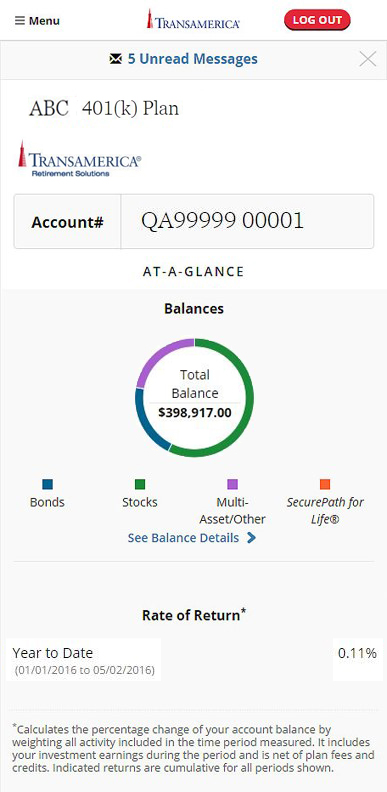 Menu
TRANSAMERICA®
LOG OUT
5 Unread Messages
ABC 401(k) Plan
TRANSAMERICA®
Retirement Solutions
Account# QA99999 00001
AT-A-GLANCE
Balances
Total
Balance
$398,917.00
Bonds
Stocks
Multi-
Asset/Other
SecurePath for
Life®
See Balance Details
Rate of Return*
Year to Date 0.11%
(01/01/2016 to 05/02/2016)
*Calculates the percentage change of your account balance by
weighting all activity included in the time period measured. It includes
your investment earnings during the period and is net of plan fees and
credits. Indicated returns are cumulative for all periods shown.